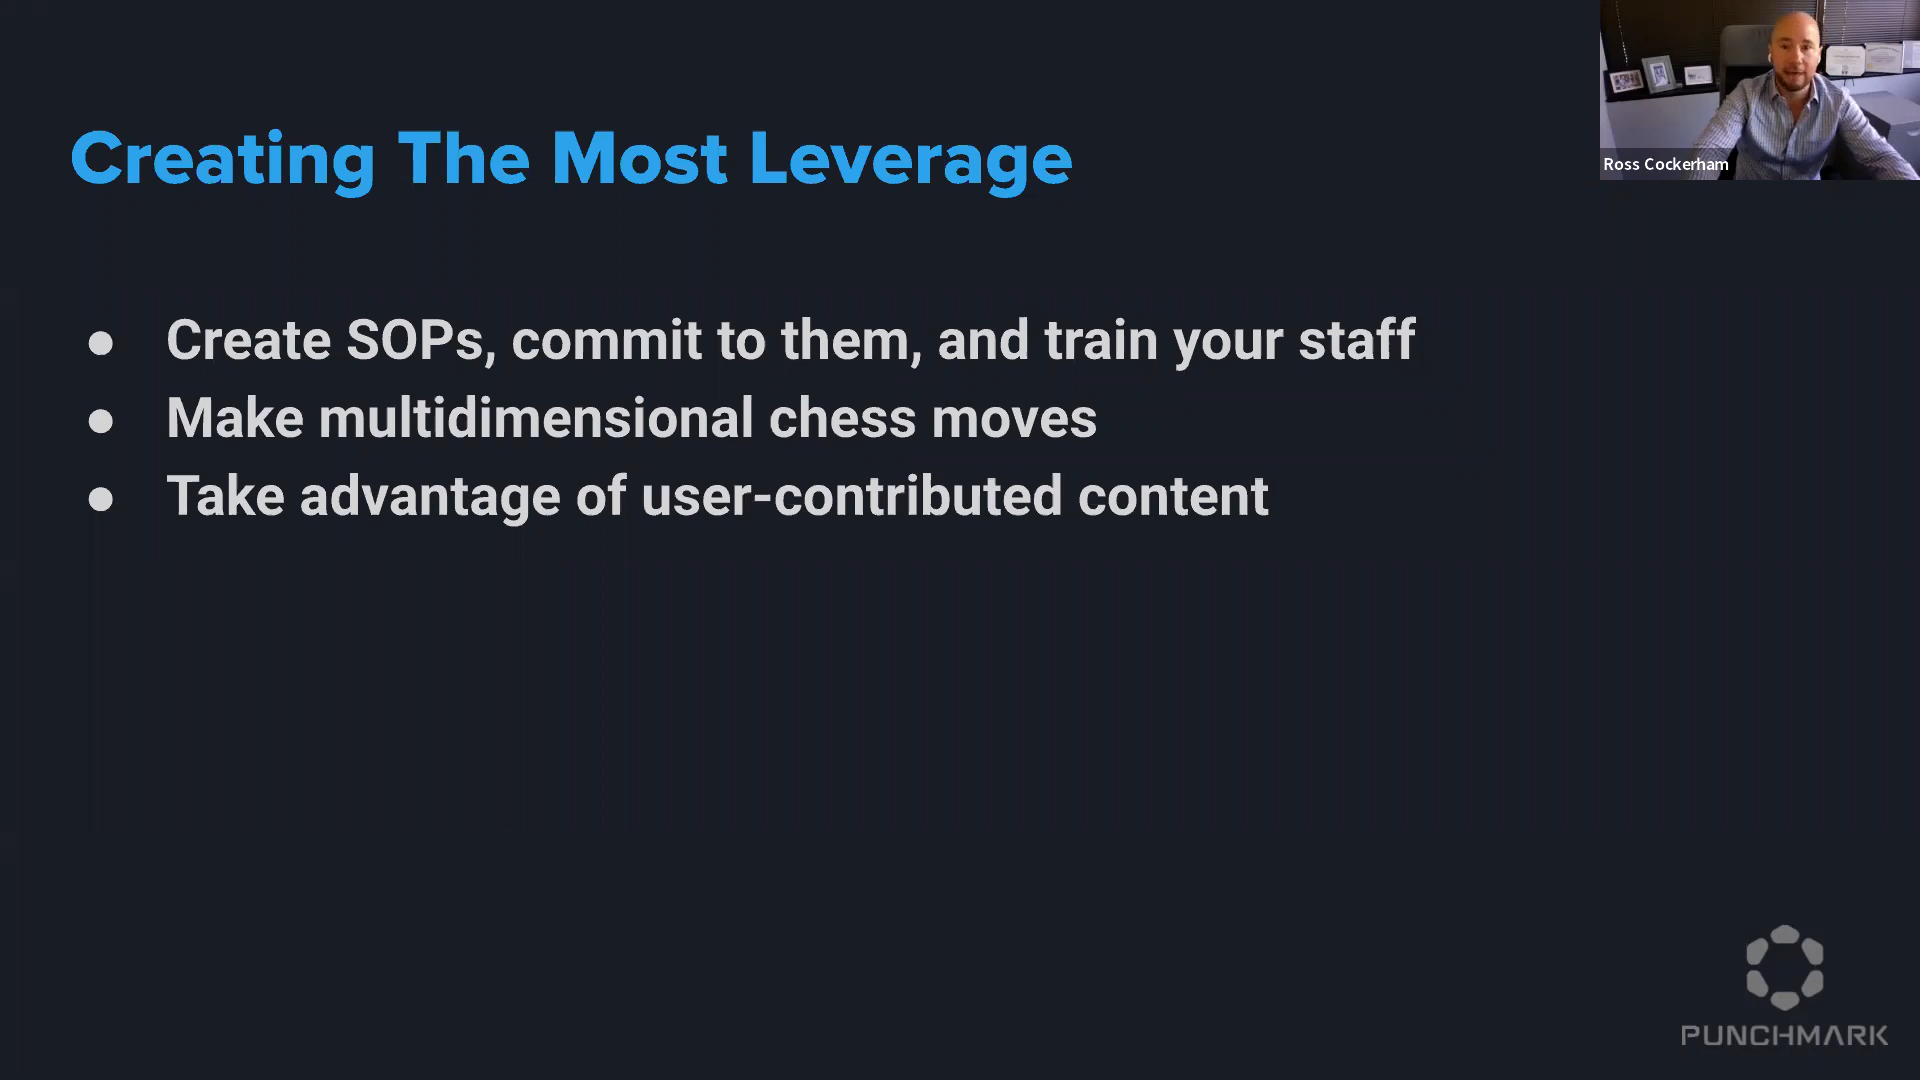 Creating The Most Leverage
Ross Cockerham
● Create SOPs, commit to them, and train your staff
● Make multidimensional chess moves
● Take advantage of user-contributed content
PUNCHMARK